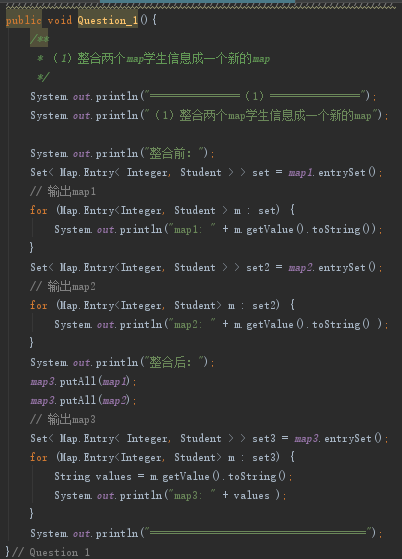 public void Question_1(){
/**
* （1）整合两个map学生信息成一个新的map
*/
System.out.println("===============（1）===============");
System.out.println("（1）整合两个map学生信息成一个新的map");
System.out.println("整合前：");
Set< Map.Entry< Integer, Student > > set = map1.entrySet();
// 输出map1
for (Map.Entry<Integer, Student > m : set) {
System.out.println("map1: " + m.getValue().toString());
}
Set< Map.Entry< Integer, Student > > set2 = map2.entrySet();
// 输出map2
for (Map.Entry<Integer, Student> m : set2) {
System.out.println("map2: " + m.getValue().toString() );
}
System.out.println("整合后：");
map3.putAll(map1);
map3.putAll(map2);
// 输出map3
Set< Map.Entry< Integer, Student > > set3 = map3.entrySet();
for (Map.Entry<Integer, Student> m : set3) {
String values = m.getValue().toString();
System.out.println("map3: " + values );
}
System.out.println("====================================");
}// Question 1